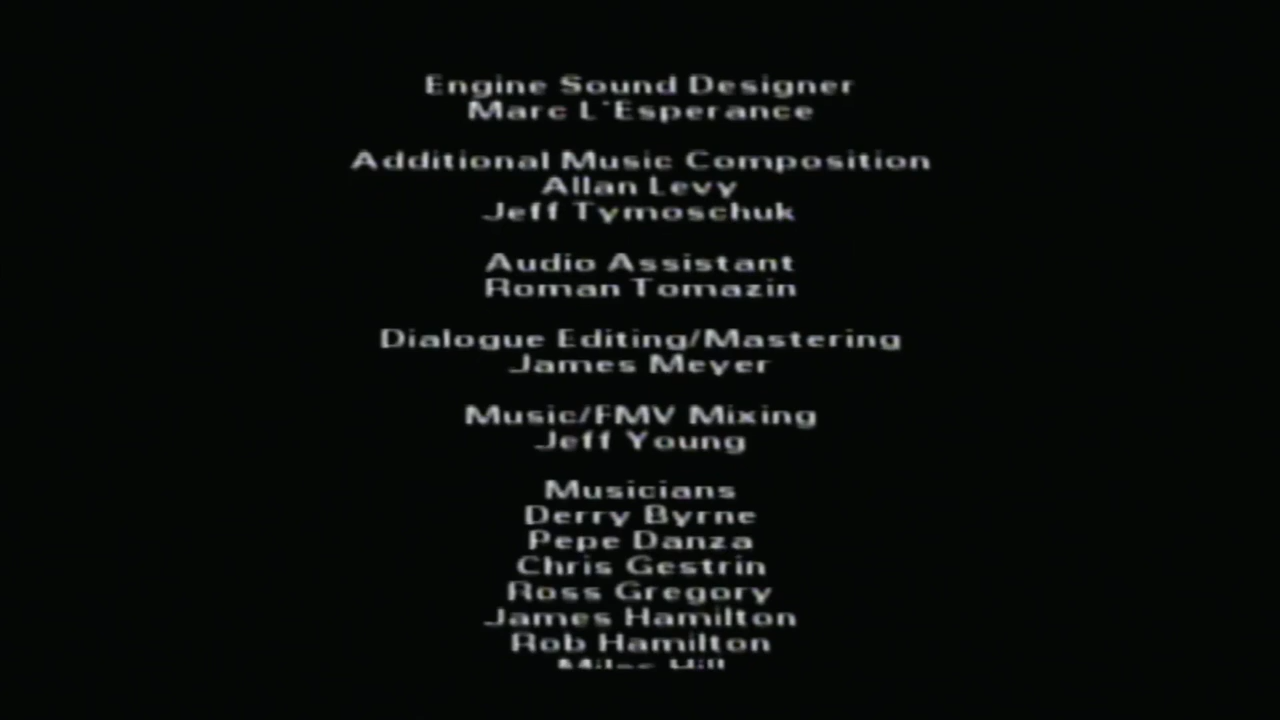 Engine Sound Designer
Marc L'Esperance
Additional Music Composition
Allan Levy
Jeff Tymoschuk
Audio Assistant
Roman Tomazin
Dialogue Editing/Mastering
James Meyer
Music/FMV Mixing
Jeff Young
Musicians
Derry Byrne
Pepe Danza
Chris Gestrin
Ross Gregory
James Hamilton
Rob Hamilton